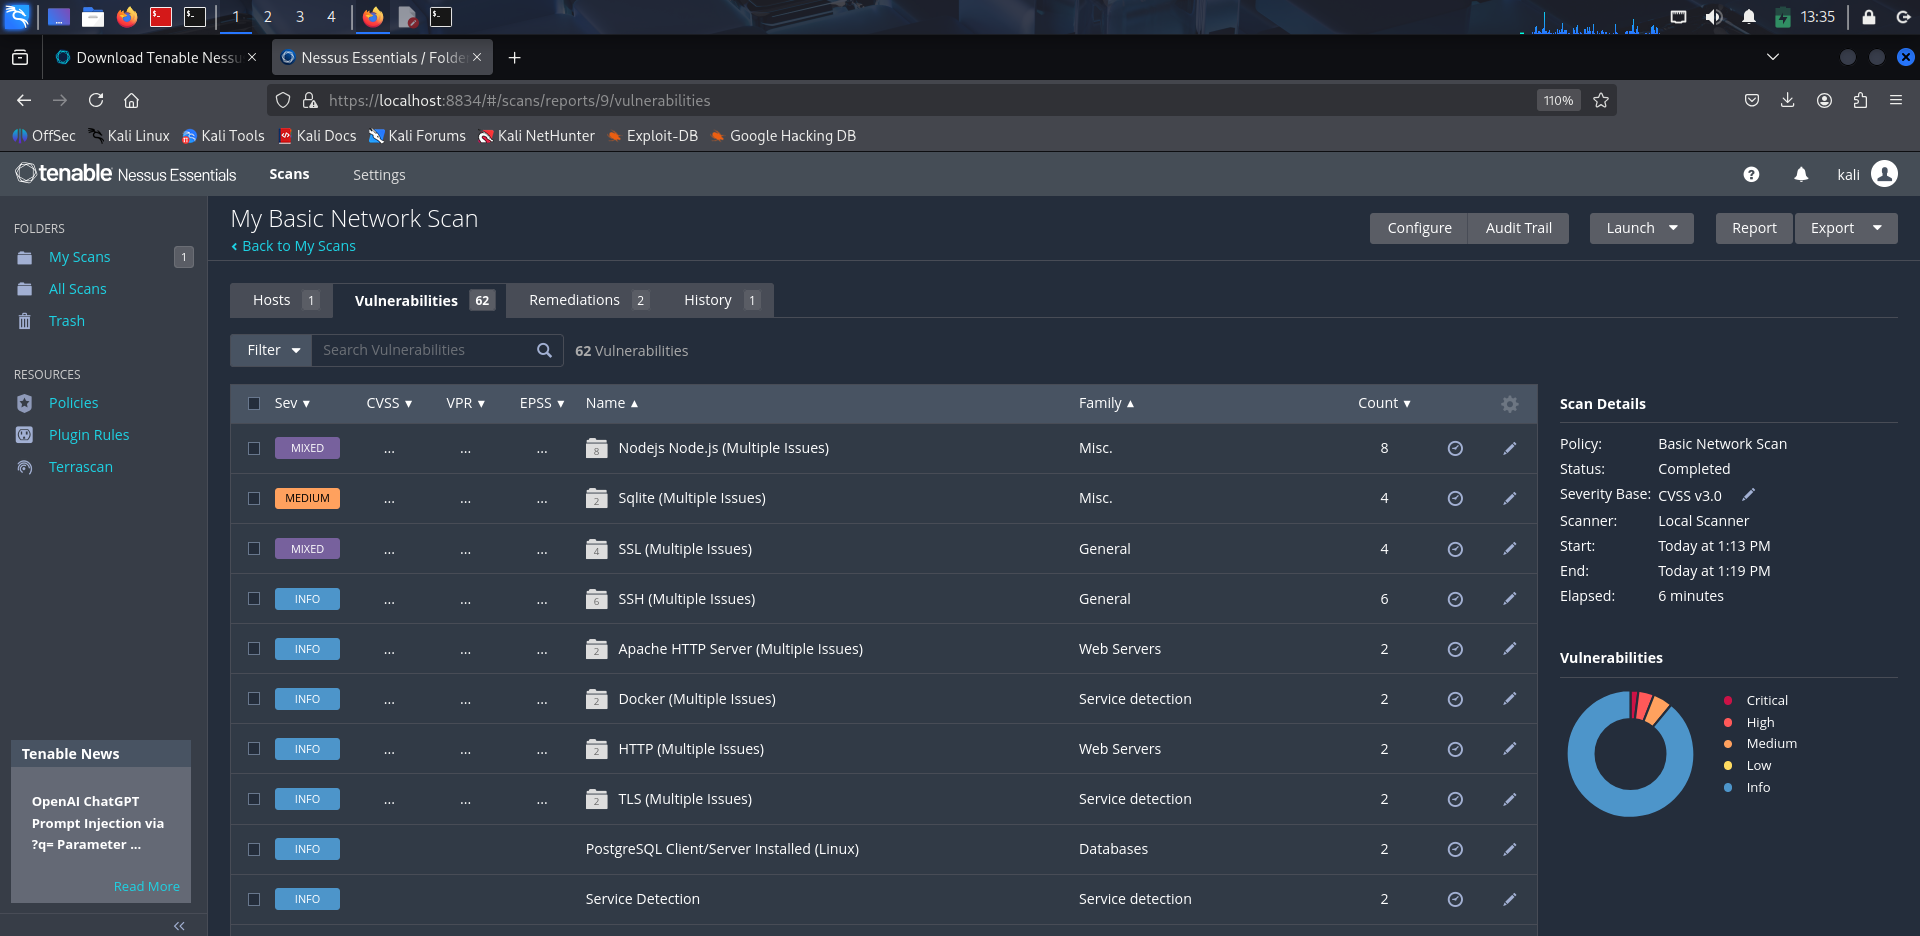 1 2 3 4 13:35
Download Tenable Nessu
Nessus Essentials / Folde
https://localhost:8834/#/scans/reports/9/vulnerabilities 110%
OffSec Kali Linux Kali Tools Kali Docs Kali Forums Kali NetHunter Exploit-DB Google Hacking DB
tenable Nessus Essentials Scans Settings kali
FOLDERS
My Scans 1
All Scans
Trash
RESOURCES
Policies
Plugin Rules
Terrascan
Tenable News
OpenAI ChatGPT
Prompt Injection via
?q= Parameter ...
Read More
My Basic Network Scan
Back to My Scans
Configure Audit Trail Launch Report Export
Hosts 1 Vulnerabilities 62 Remediations 2 History 1
Filter Search Vulnerabilities 62 Vulnerabilities
Sev CVSS VPR EPSS Name Family Count
MIXED ... ... ... 8 Nodejs Node.js (Multiple Issues) Misc. 8
MEDIUM ... ... ... 2 Sqlite (Multiple Issues) Misc. 4
MIXED ... ... ... 4 SSL (Multiple Issues) General 4
INFO ... ... ... 6 SSH (Multiple Issues) General 6
INFO ... ... ... 2 Apache HTTP Server (Multiple Issues) Web Servers 2
INFO ... ... ... 2 Docker (Multiple Issues) Service detection 2
INFO ... ... ... 2 HTTP (Multiple Issues) Web Servers 2
INFO ... ... ... 2 TLS (Multiple Issues) Service detection 2
INFO PostgreSQL Client/Server Installed (Linux) Databases 2
INFO Service Detection Service detection 2
Scan Details
Policy: Basic Network Scan
Status: Completed
Severity Base: CVSS v3.0
Scanner: Local Scanner
Start: Today at 1:13 PM
End: Today at 1:19 PM
Elapsed: 6 minutes
Vulnerabilities
Critical
High
Medium
Low
Info